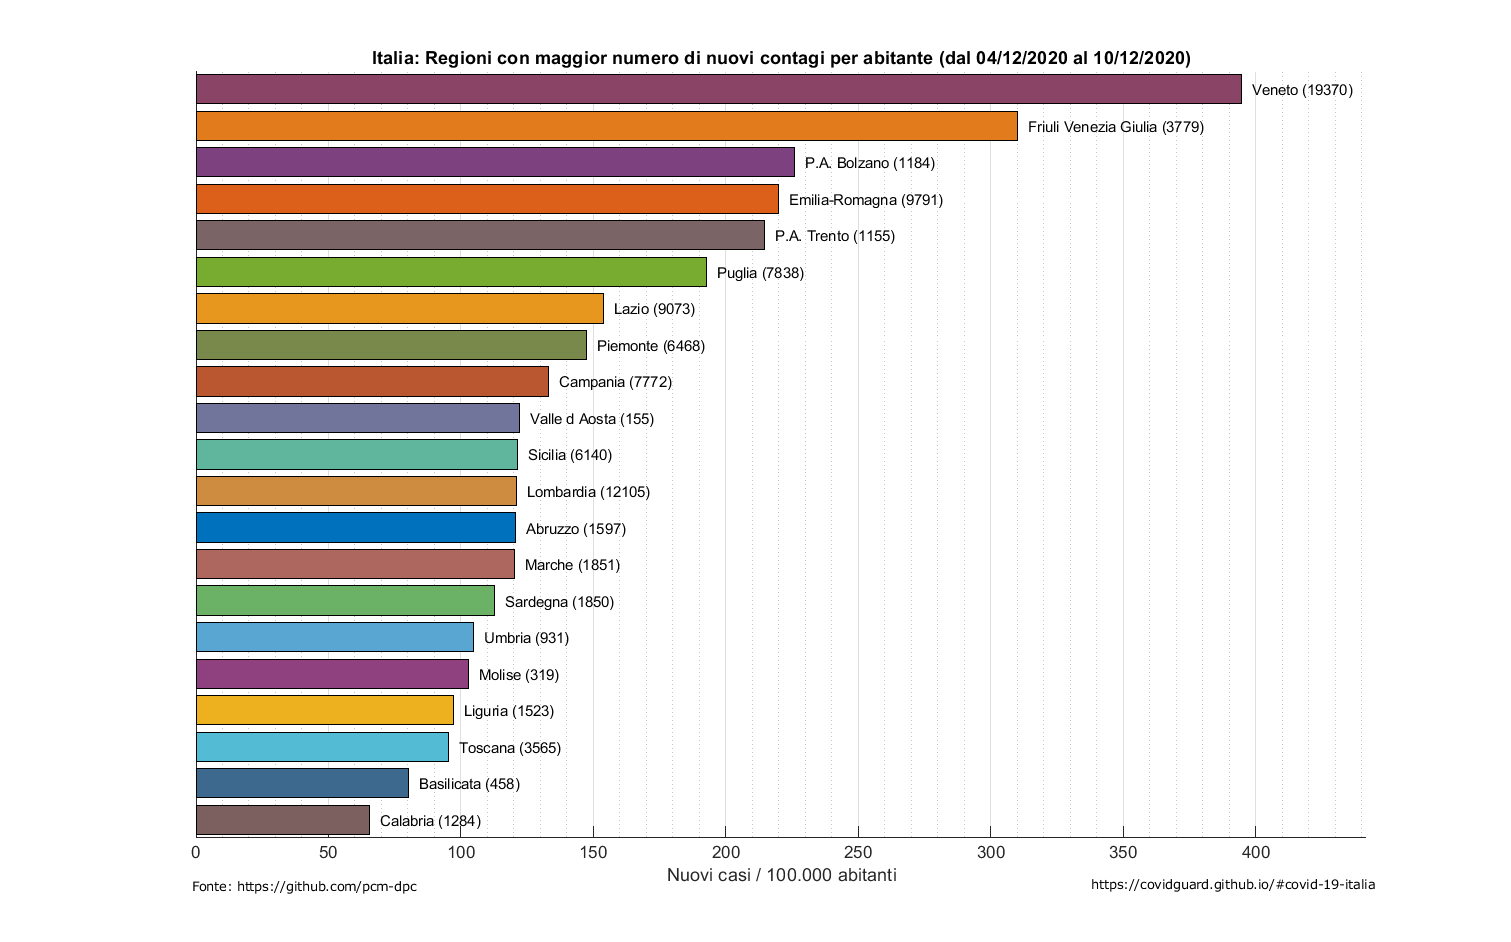 Italia: Regioni con maggior numero di nuovi contagi per abitante (dal 04/12/2020 al 10/12/2020)
Veneto (19370)
Friuli Venezia Giulia (3779)
P.A. Bolzano (1184)
Emilia-Romagna (9791)
P.A. Trento (1155)
Puglia (7838)
Lazio (9073)
Piemonte (6468)
Campania (7772)
Valle d Aosta (155)
Sicilia (6140)
Lombardia (12105)
Abruzzo (1597)
Marche (1851)
Sardegna (1850)
Umbria (931)
Molise (319)
Liguria (1523)
Toscana (3565)
Basilicata (458)
Calabria (1284)
0 50 100 150 200 250 300 350 400
Nuovi casi / 100.000 abitanti
Fonte: https://github.com/pcm-dpc
https://covidguard.github.io/#covid-19-italia